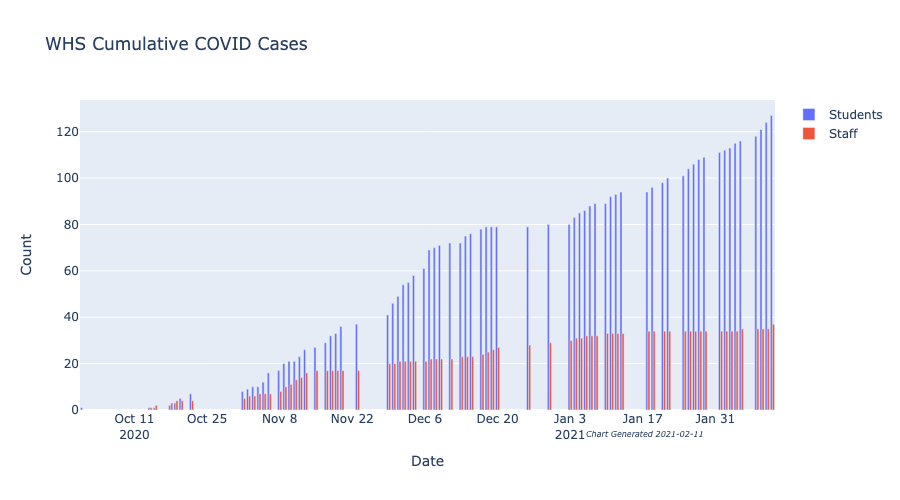 WHS Cumulative COVID Cases
Students
Staff
120
100
80
60
40
20
0
Count
Oct 11 Oct 25 Nov 8 Nov 22 Dec 6 Dec 20 Jan 3 Jan 17 Jan 31
2020 2021 Chart Generated 2021-02-11
Date